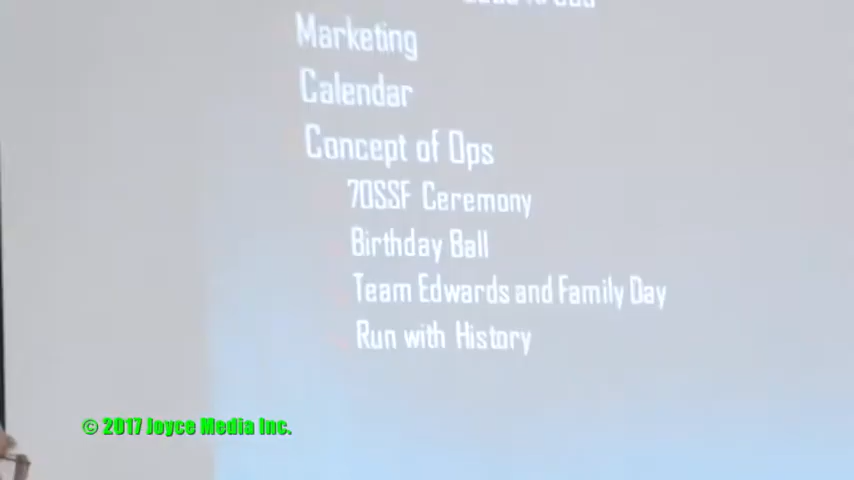 Marketing
Calendar
Concept of Ops
70SSF Ceremony
Birthday Ball
Team Edwards and Family Day
Run with History
© 2017 Joyce Media Inc.